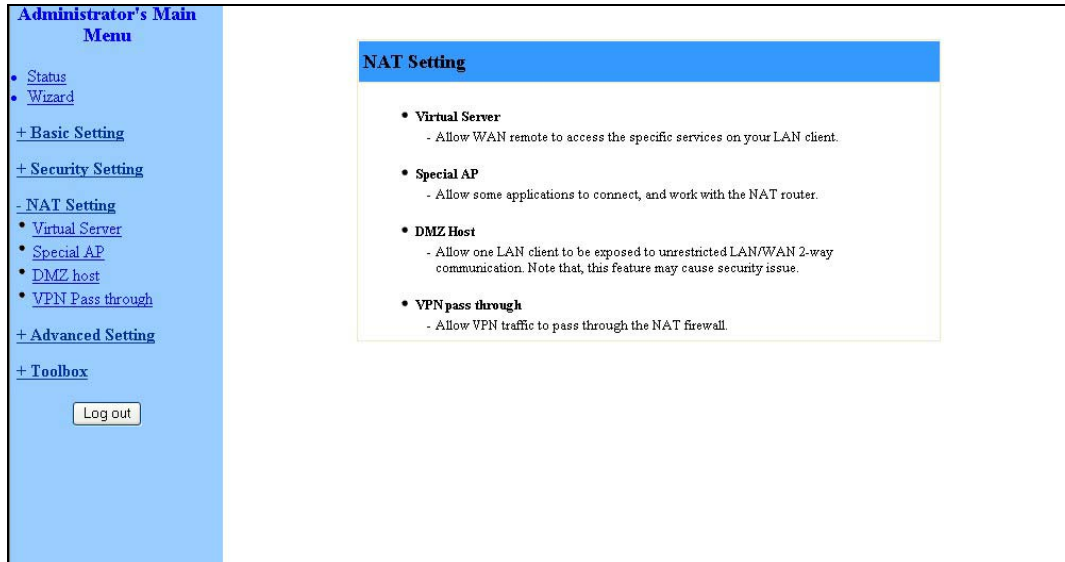 Administrator's Main
Menu
• Status
• Wizard
+ Basic Setting
+ Security Setting
- NAT Setting
• Virtual Server
• Special AP
• DMZ host
• VPN Pass through
+ Advanced Setting
+ Toolbox
Log out
NAT Setting
• Virtual Server
- Allow WAN remote to access the specific services on your LAN client.
• Special AP
- Allow some applications to connect, and work with the NAT router.
• DMZ Host
- Allow one LAN client to be exposed to unrestricted LAN/WAN 2-way
communication. Note that, this feature may cause security issue.
• VPN pass through
- Allow VPN traffic to pass through the NAT firewall.